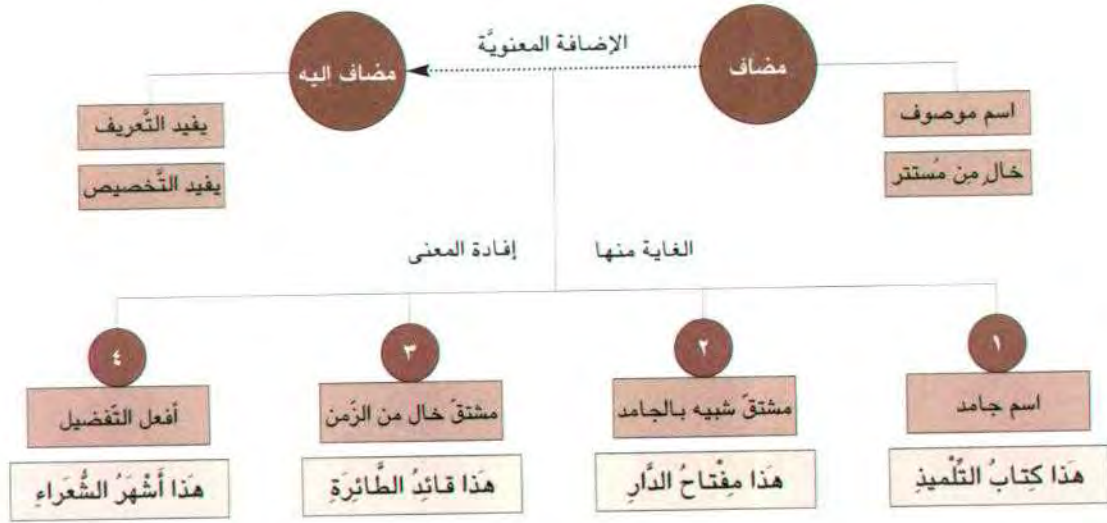 الإضافة المعنويَّة
مضاف
مضاف إليه
اسم موصوف
خالٍ مِن مُستتر
يفيد التَّعريف
يفيد التَّخصيص
الغاية منها
إفادة المعنى
١
اسم جامد
هَذا كِتابُ التِّلْميذِ
٢
مشتقّ شبيه بالجامد
هَذا مِفْتاحُ الدَّارِ
٣
مشتقّ خال من الزّمن
هَذا قائِدُ الطَّائِرَةِ
٤
أفعل التّفضيل
هَذا أَشْهَرُ الشُّعَراءِ